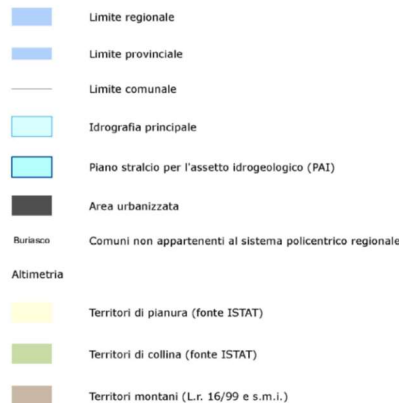 Limite regionale
Limite provinciale
Limite comunale
Idrografia principale
Piano stralcio per l'assetto idrogeologico (PAI)
Area urbanizzata
Buriasco Comuni non appartenenti al sistema policentrico regionale
Altimetria
Territori di pianura (fonte ISTAT)
Territori di collina (fonte ISTAT)
Territori montani (L.r. 16/99 e s.m.i.)